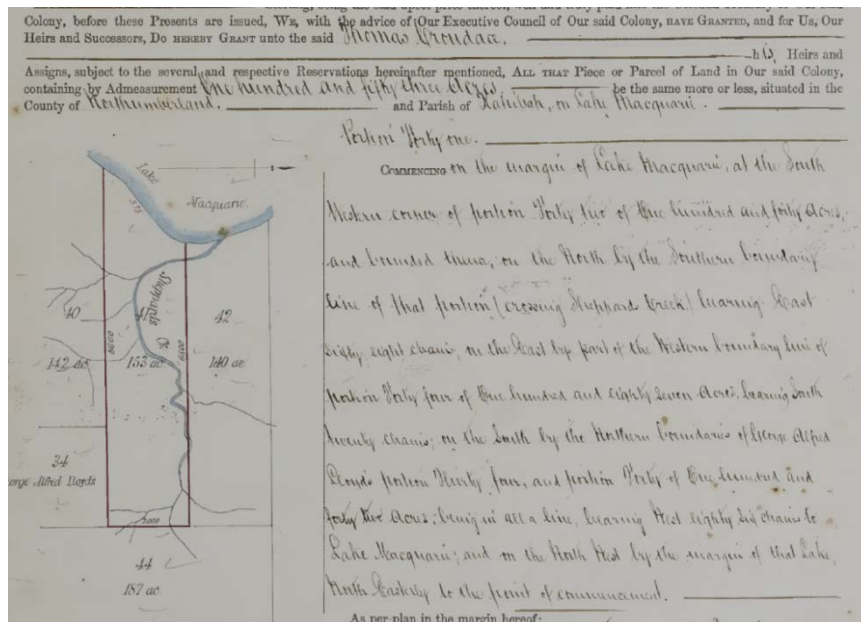 Colony, before these Presents are issued, WE, with the advice of Our Executive Council of Our said Colony, HAVE GRANTED, and for Us, Our
Heirs and Successors, DO HEREBY GRANT unto the said Thomas Croudace.
his Heirs and
Assigns, subject to the several and respective Reservations hereinafter mentioned, ALL THAT Piece or Parcel of Land in Our said Colony,
containing by Admeasurement One hundred and fifty three Acres. be the same more or less, situated in the
County of Northumberland. and Parish of Kahibah, on Lake Macquarie.
Portion Forty one.
COMMENCING on the margin of Lake Macquarie, at the South
Western corner of portion Forty two of One hundred and forty Acres,
and bounded thence, on the North by the Southern boundary
line of that portion (crossing Sheppard Creek) bearing East
sixty eight chains, on the East by part of the Western boundary line of
portion Forty four of One hundred and eighty seven Acres, bearing South
twenty chains; on the South by the Northern boundaries of George Alfred
Lloyd's portion Thirty four, and portion Forty of One hundred and
forty two Acres; being in all a line, bearing West eighty six chains to
Lake Macquarie; and on the North West by the margin of that Lake,
North Easterly to the point of commencement.
As per plan in the margin hereof:
Lake
Macquarie
Sheppards Ck
40
142 ac
41
153 ac
42
140 ac
34
George Alfred Lloyds
2000
44
187 ac